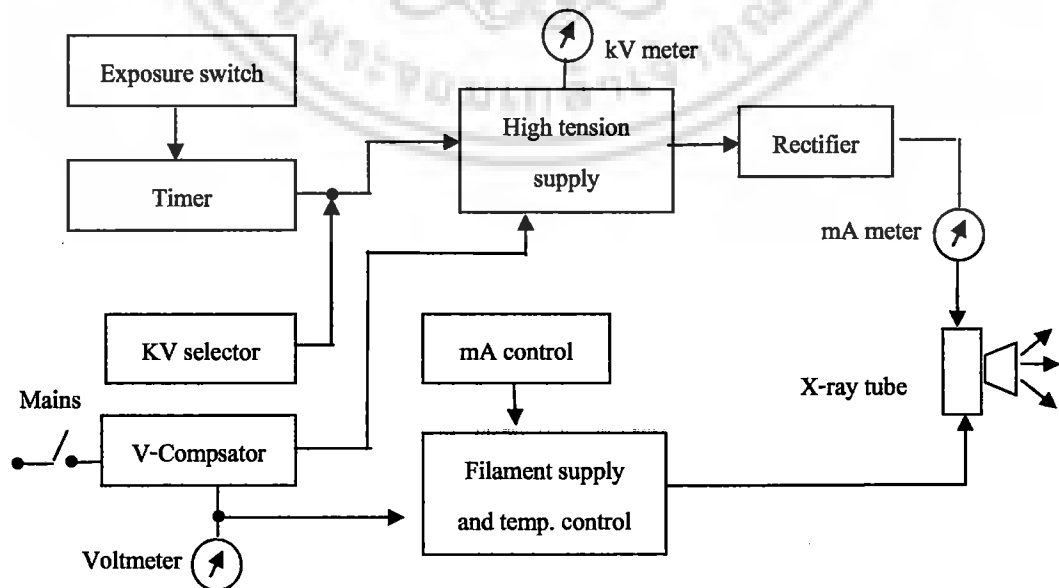 kV meter
Exposure switch
High tension
supply
Rectifier
Timer
mA meter
KV selector
mA control
X-ray tube
Mains
V-Compsator
Filament supply
and temp. control
Voltmeter